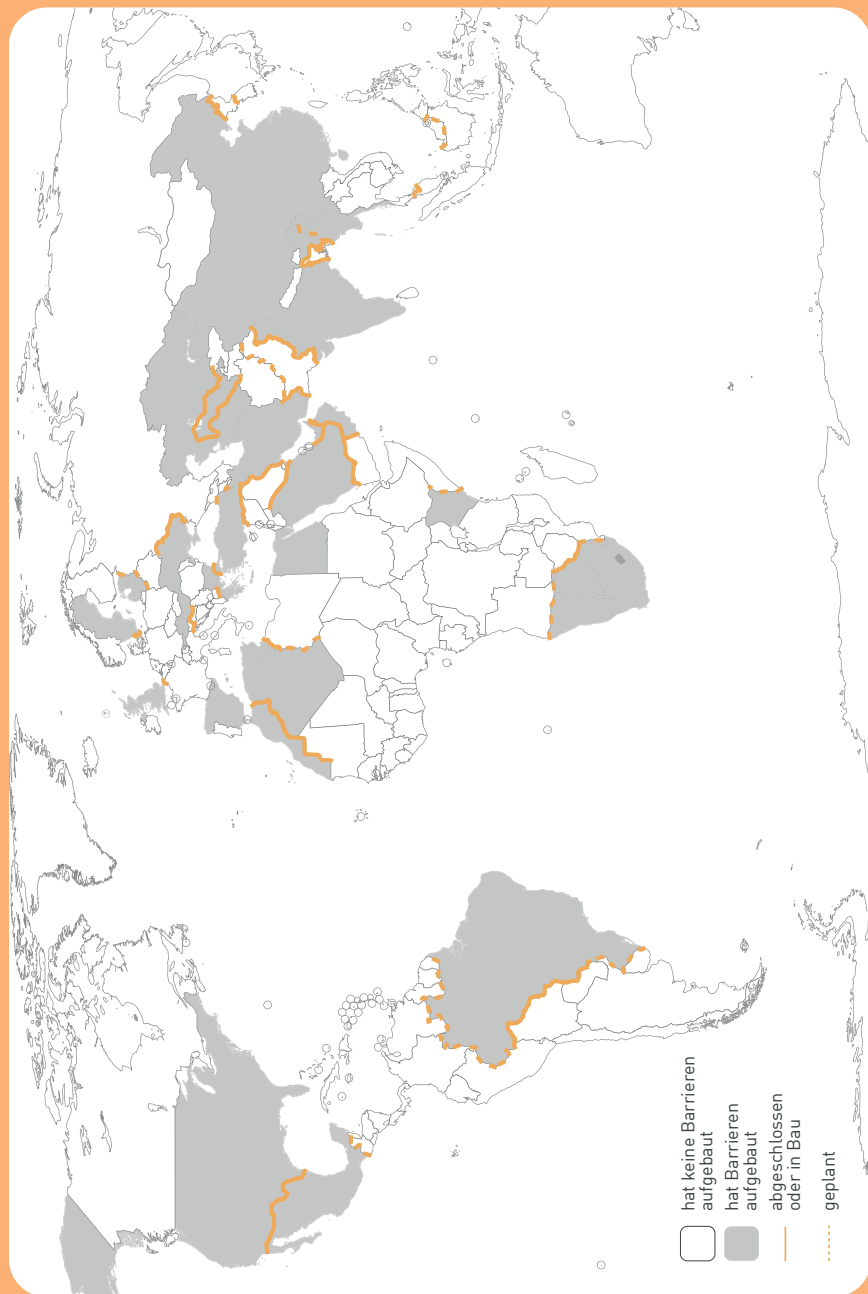 hat keine Barrieren
aufgebaut
hat Barrieren
aufgebaut
abgeschlossen
oder in Bau
geplant